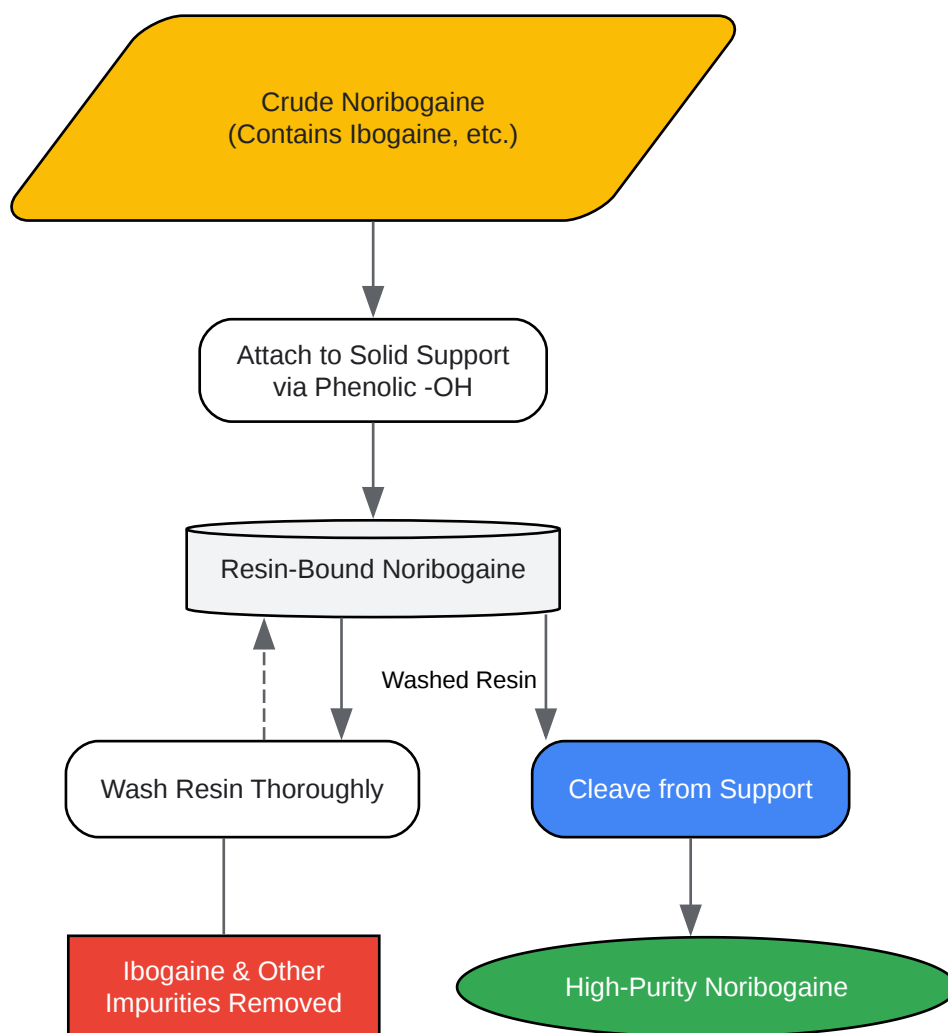 Crude Noribogaine
(Contains Ibogaine, etc.)
Attach to Solid Support
via Phenolic -OH
Resin-Bound Noribogaine
Washed Resin
Wash Resin Thoroughly
Cleave from Support
Ibogaine & Other
Impurities Removed
High-Purity Noribogaine